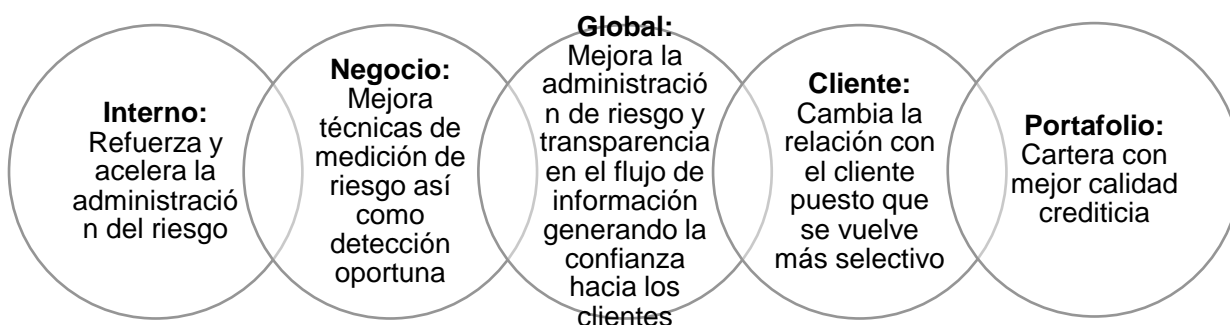 Interno:
Refuerza y
acelera la
administració
n del riesgo
Negocio:
Mejora
técnicas de
medición de
riesgo así
como
detección
oportuna
Global:
Mejora la
administració
n de riesgo y
transparencia
en el flujo de
información
generando la
confianza
hacia los
clientes
Cliente:
Cambia la
relación con
el cliente
puesto que
se vuelve
más selectivo
Portafolio:
Cartera con
mejor calidad
crediticia